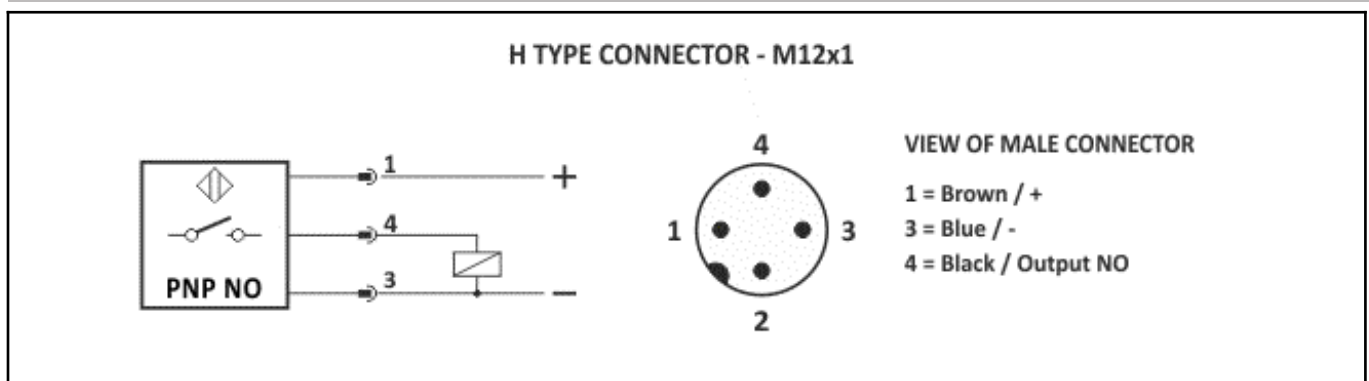 H TYPE CONNECTOR - M12x1
1
+
4
3
−
PNP NO
4
1
3
2
VIEW OF MALE CONNECTOR
1 = Brown / +
3 = Blue / -
4 = Black / Output NO